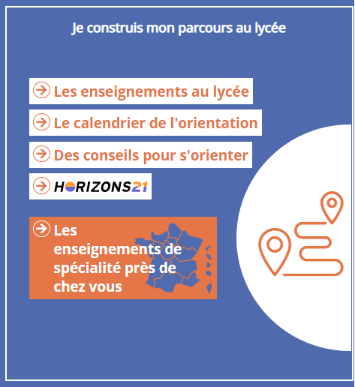 Je construis mon parcours au lycée
Les enseignements au lycée
Le calendrier de l'orientation
Des conseils pour s'orienter
HORIZONS21
Les
enseignements de
spécialité près de
chez vous